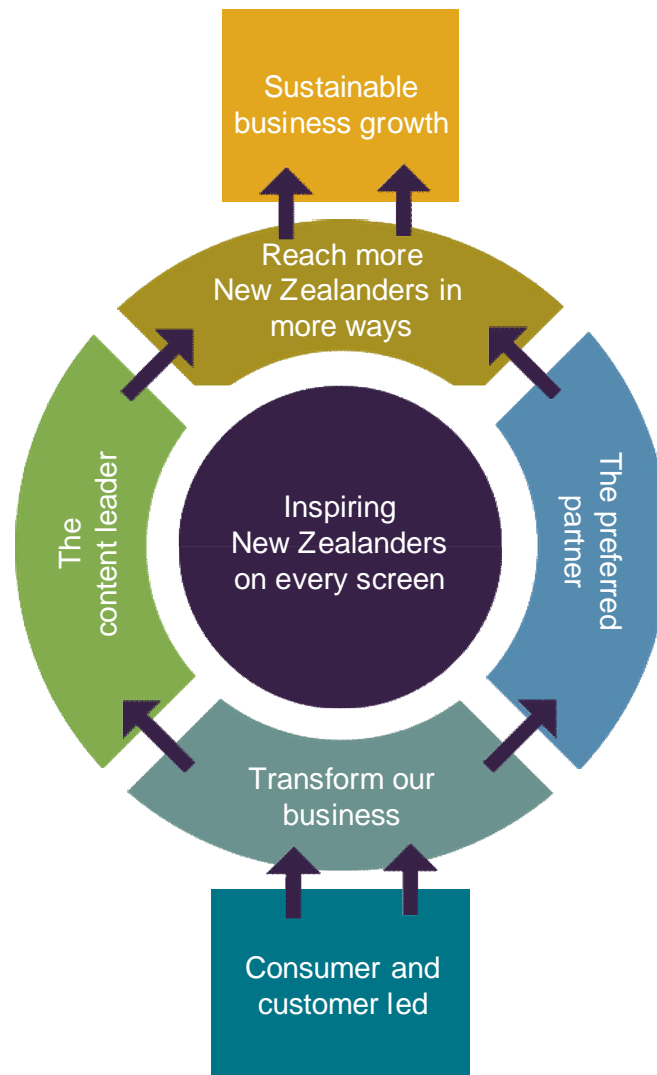 Sustainable
business growth
Reach more
New Zealanders in
more ways
The
content leader
Inspiring
New Zealanders
on every screen
The preferred
partner
Transform our
business
Consumer and
customer led